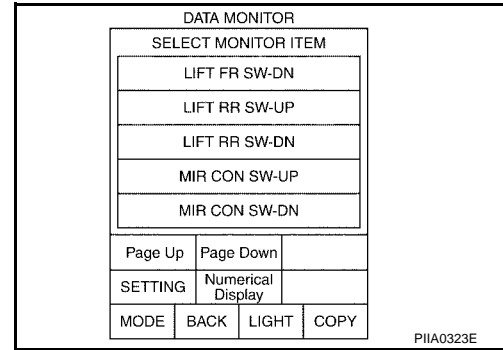 DATA MONITOR
SELECT MONITOR ITEM
LIFT FR SW-DN
LIFT RR SW-UP
LIFT RR SW-DN
MIR CON SW-UP
MIR CON SW-DN
Page Up Page Down
SETTING Numerical Display
MODE BACK LIGHT COPY
PIIA0323E